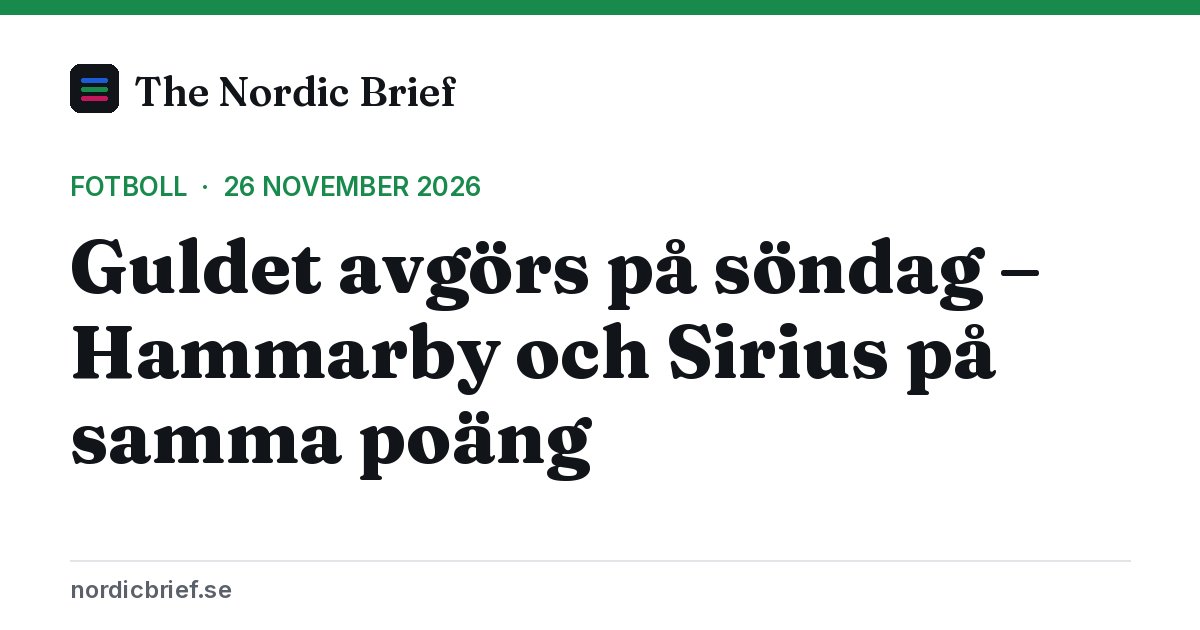 The Nordic Brief
FOTBOLL · 26 NOVEMBER 2026
Guldet avgörs på söndag –
Hammarby och Sirius på
samma poäng
nordicbrief.se